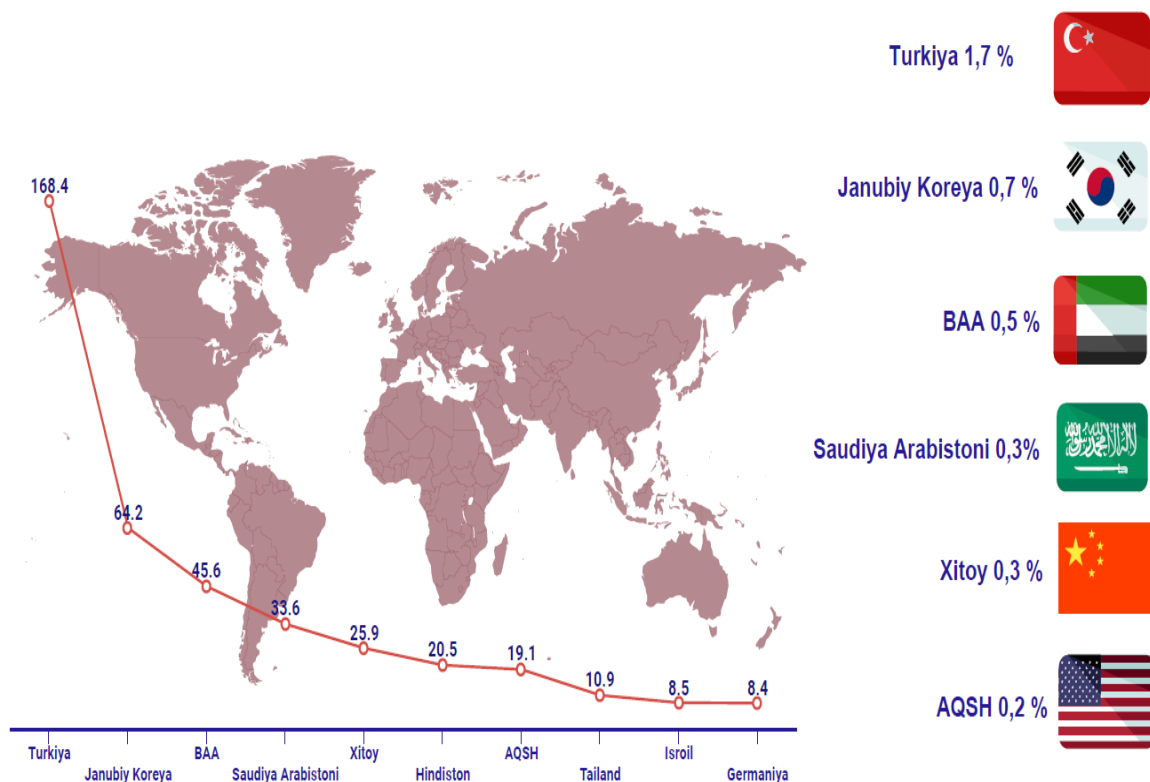 Turkiya 1,7 %
Janubiy Koreya 0,7 %
BAA 0,5 %
Saudiya Arabistoni 0,3%
Xitoy 0,3 %
AQSH 0,2 %
168.4
64.2
45.6
33.6
25.9
20.5
19.1
10.9
8.5
8.4
Turkiya
Janubiy Koreya
BAA
Saudiya Arabistoni
Xitoy
Hindiston
AQSH
Tailand
Isroil
Germaniya